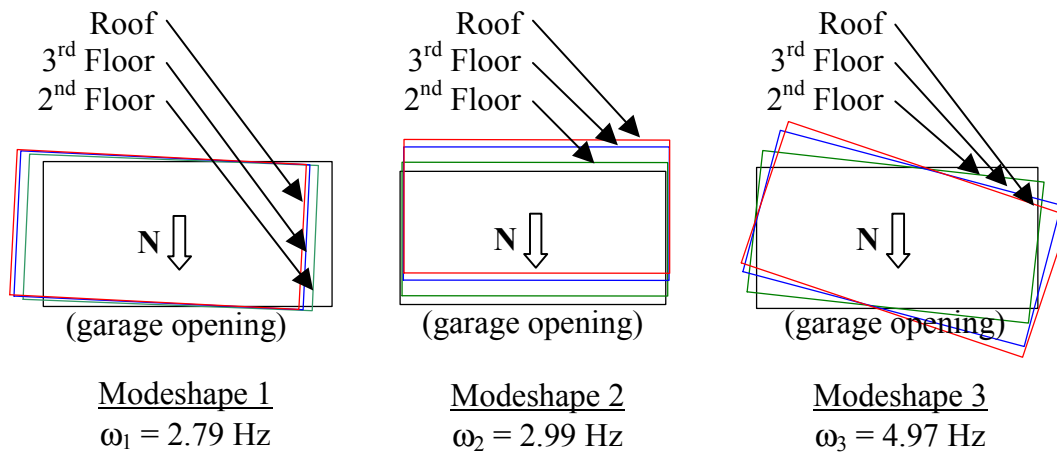 Roof
3rd Floor
2nd Floor
N
(garage opening)
Modeshape 1
ω1 = 2.79 Hz
Roof
3rd Floor
2nd Floor
N
(garage opening)
Modeshape 2
ω2 = 2.99 Hz
Roof
3rd Floor
2nd Floor
N
(garage opening)
Modeshape 3
ω3 = 4.97 Hz